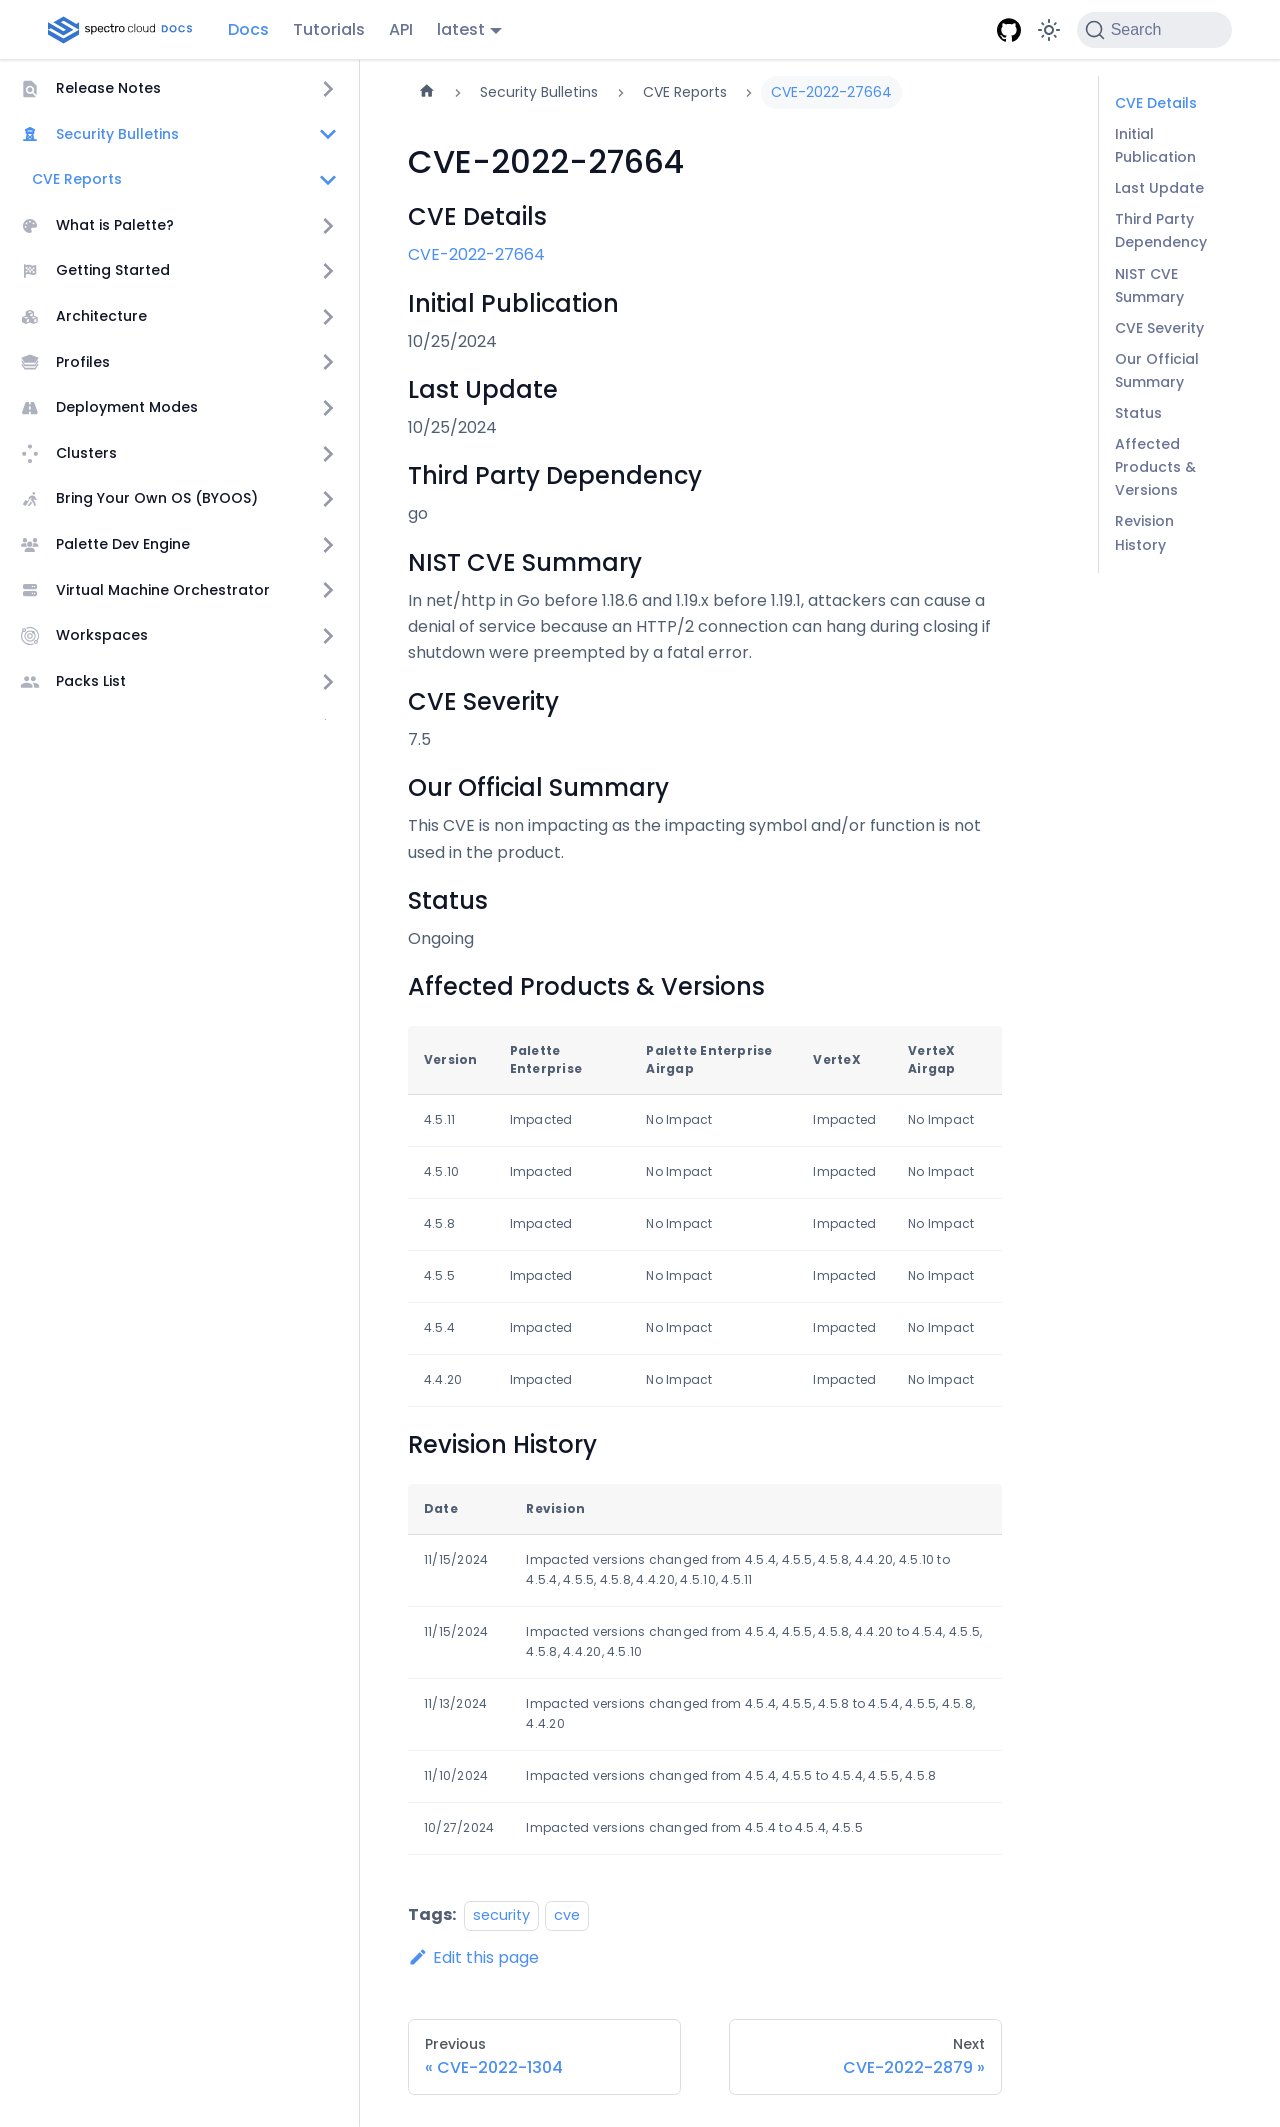 spectro cloud DOCS
Docs
Tutorials
API
latest
Search
Release Notes
Security Bulletins
CVE Reports
What is Palette?
Getting Started
Architecture
Profiles
Deployment Modes
Clusters
Bring Your Own OS (BYOOS)
Palette Dev Engine
Virtual Machine Orchestrator
Workspaces
Packs List
Security Bulletins
CVE Reports
CVE-2022-27664
CVE-2022-27664
CVE Details
CVE-2022-27664
Initial Publication
10/25/2024
Last Update
10/25/2024
Third Party Dependency
go
NIST CVE Summary
In net/http in Go before 1.18.6 and 1.19.x before 1.19.1, attackers can cause a
denial of service because an HTTP/2 connection can hang during closing if
shutdown were preempted by a fatal error.
CVE Severity
7.5
Our Official Summary
This CVE is non impacting as the impacting symbol and/or function is not
used in the product.
Status
Ongoing
Affected Products & Versions
Version Palette Enterprise Palette Enterprise Airgap VerteX VerteX Airgap
4.5.11 Impacted No Impact Impacted No Impact
4.5.10 Impacted No Impact Impacted No Impact
4.5.8 Impacted No Impact Impacted No Impact
4.5.5 Impacted No Impact Impacted No Impact
4.5.4 Impacted No Impact Impacted No Impact
4.4.20 Impacted No Impact Impacted No Impact
Revision History
Date Revision
11/15/2024 Impacted versions changed from 4.5.4, 4.5.5, 4.5.8, 4.4.20, 4.5.10 to
4.5.4, 4.5.5, 4.5.8, 4.4.20, 4.5.10, 4.5.11
11/15/2024 Impacted versions changed from 4.5.4, 4.5.5, 4.5.8, 4.4.20 to 4.5.4, 4.5.5,
4.5.8, 4.4.20, 4.5.10
11/13/2024 Impacted versions changed from 4.5.4, 4.5.5, 4.5.8 to 4.5.4, 4.5.5, 4.5.8,
4.4.20
11/10/2024 Impacted versions changed from 4.5.4, 4.5.5 to 4.5.4, 4.5.5, 4.5.8
10/27/2024 Impacted versions changed from 4.5.4 to 4.5.4, 4.5.5
Tags: security cve
Edit this page
Previous
« CVE-2022-1304
Next
CVE-2022-2879 »
CVE Details
Initial
Publication
Last Update
Third Party
Dependency
NIST CVE
Summary
CVE Severity
Our Official
Summary
Status
Affected
Products &
Versions
Revision
History